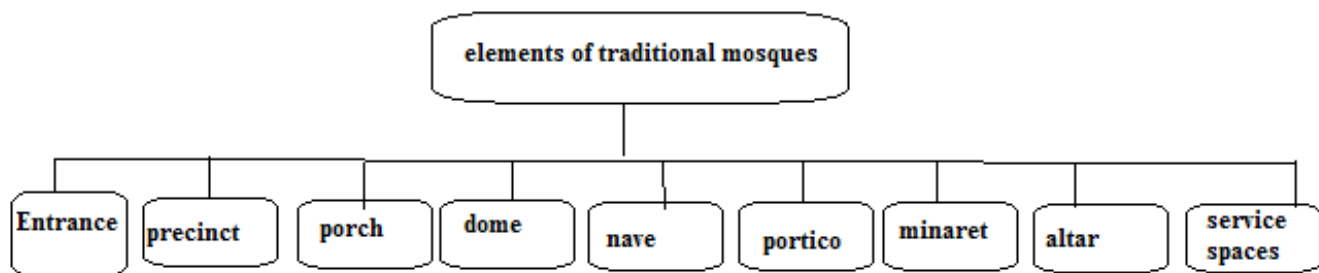 elements of traditional mosques
Entrance
precinct
porch
dome
nave
portico
minaret
altar
service
spaces